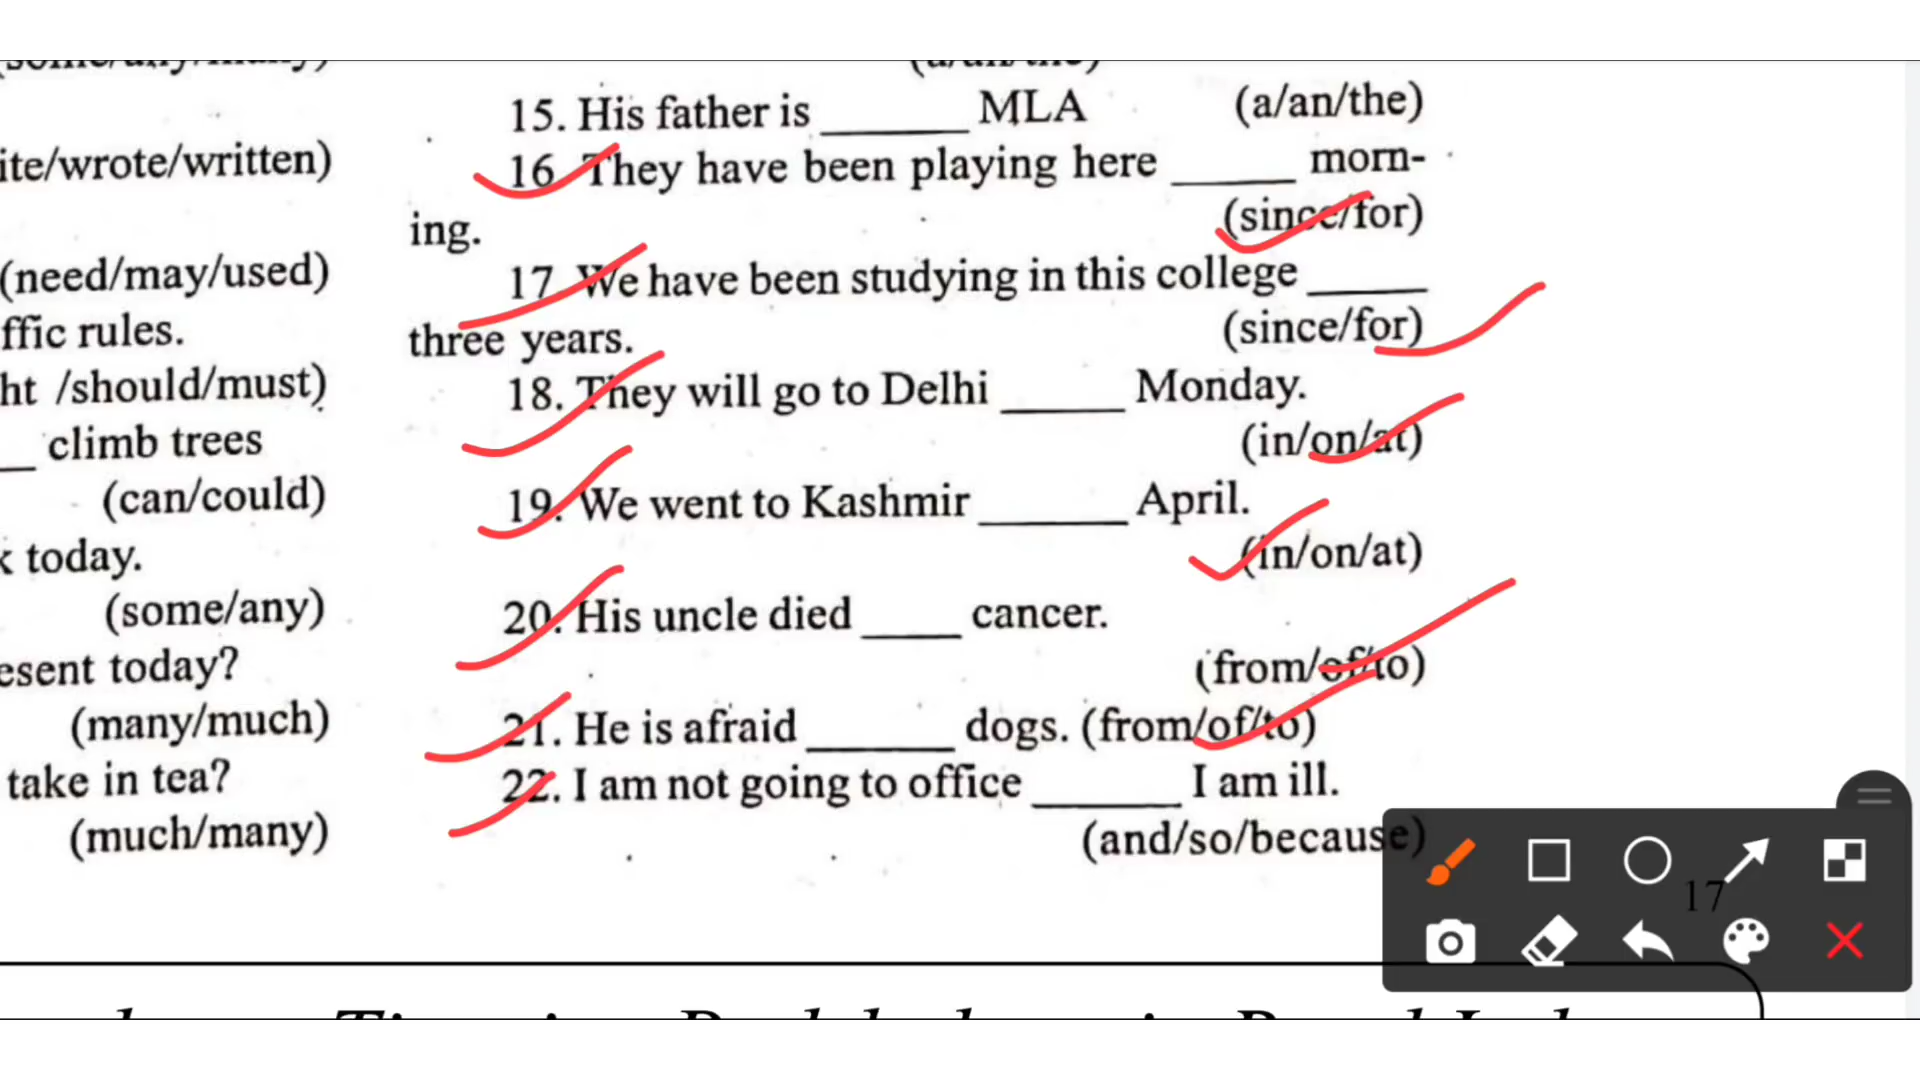 ite/wrote/written)
(need/may/used)
ffic rules.
ht /should/must)
climb trees
(can/could)
today.
(some/any)
esent today?
(many/much)
take in tea?
(much/many)
15. His father is ______ MLA (a/an/the)
16. They have been playing here _____ morn-
ing. (since/for)
17. We have been studying in this college _____
three years. (since/for)
18. They will go to Delhi _____ Monday.
(in/on/at)
19. We went to Kashmir ______ April.
(in/on/at)
20. His uncle died ____ cancer.
(from/of/to)
21. He is afraid ______ dogs. (from/of/to)
22. I am not going to office ______ I am ill.
(and/so/because)
17